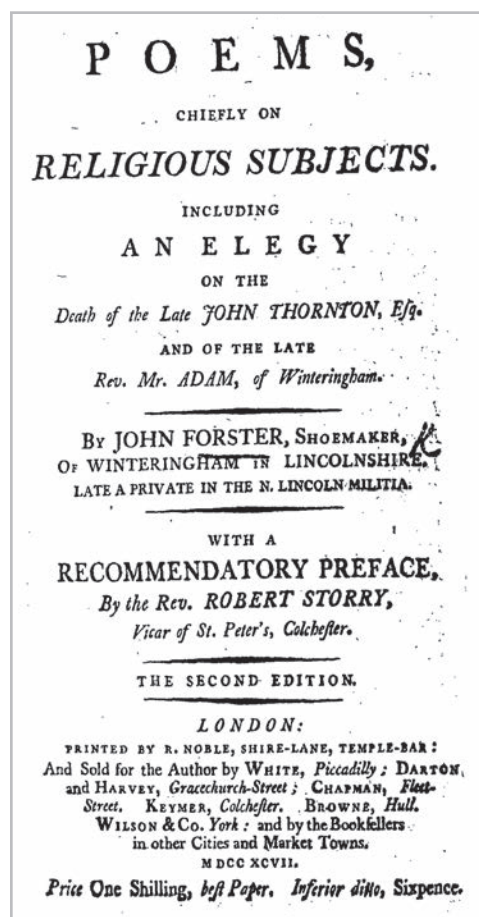 POEMS,
CHIEFLY ON
RELIGIOUS SUBJECTS.
INCLUDING
AN ELEGY
ON THE
Death of the Late JOHN THORNTON, Eſq.
AND OF THE LATE
Rev. Mr. ADAM, of Winteringham.
BY JOHN FORSTER, SHOEMAKER,
OF WINTERINGHAM IN LINCOLNSHIRE.
LATE A PRIVATE IN THE N. LINCOLN MILITIA.
WITH A
RECOMMENDATORY PREFACE,
By the Rev. ROBERT STORRY,
Vicar of St. Peter's, Colcheſter.
THE SECOND EDITION.
LONDON:
PRINTED BY R. NOBLE, SHIRE-LANE, TEMPLE-BAR:
And Sold for the Author by WHITE, Piccadilly; DARTON,
and HARVEY, Gracechurch-Street; CHAPMAN, Fleet-
Street. KEYMER, Colcheſter. BROWNE, Hull.
WILSON & Co. York: and by the Bookſellers
in other Cities and Market Towns.
MDCCXCVII.
Price One Shilling, beſt Paper. Inferior ditto, Sixpence.